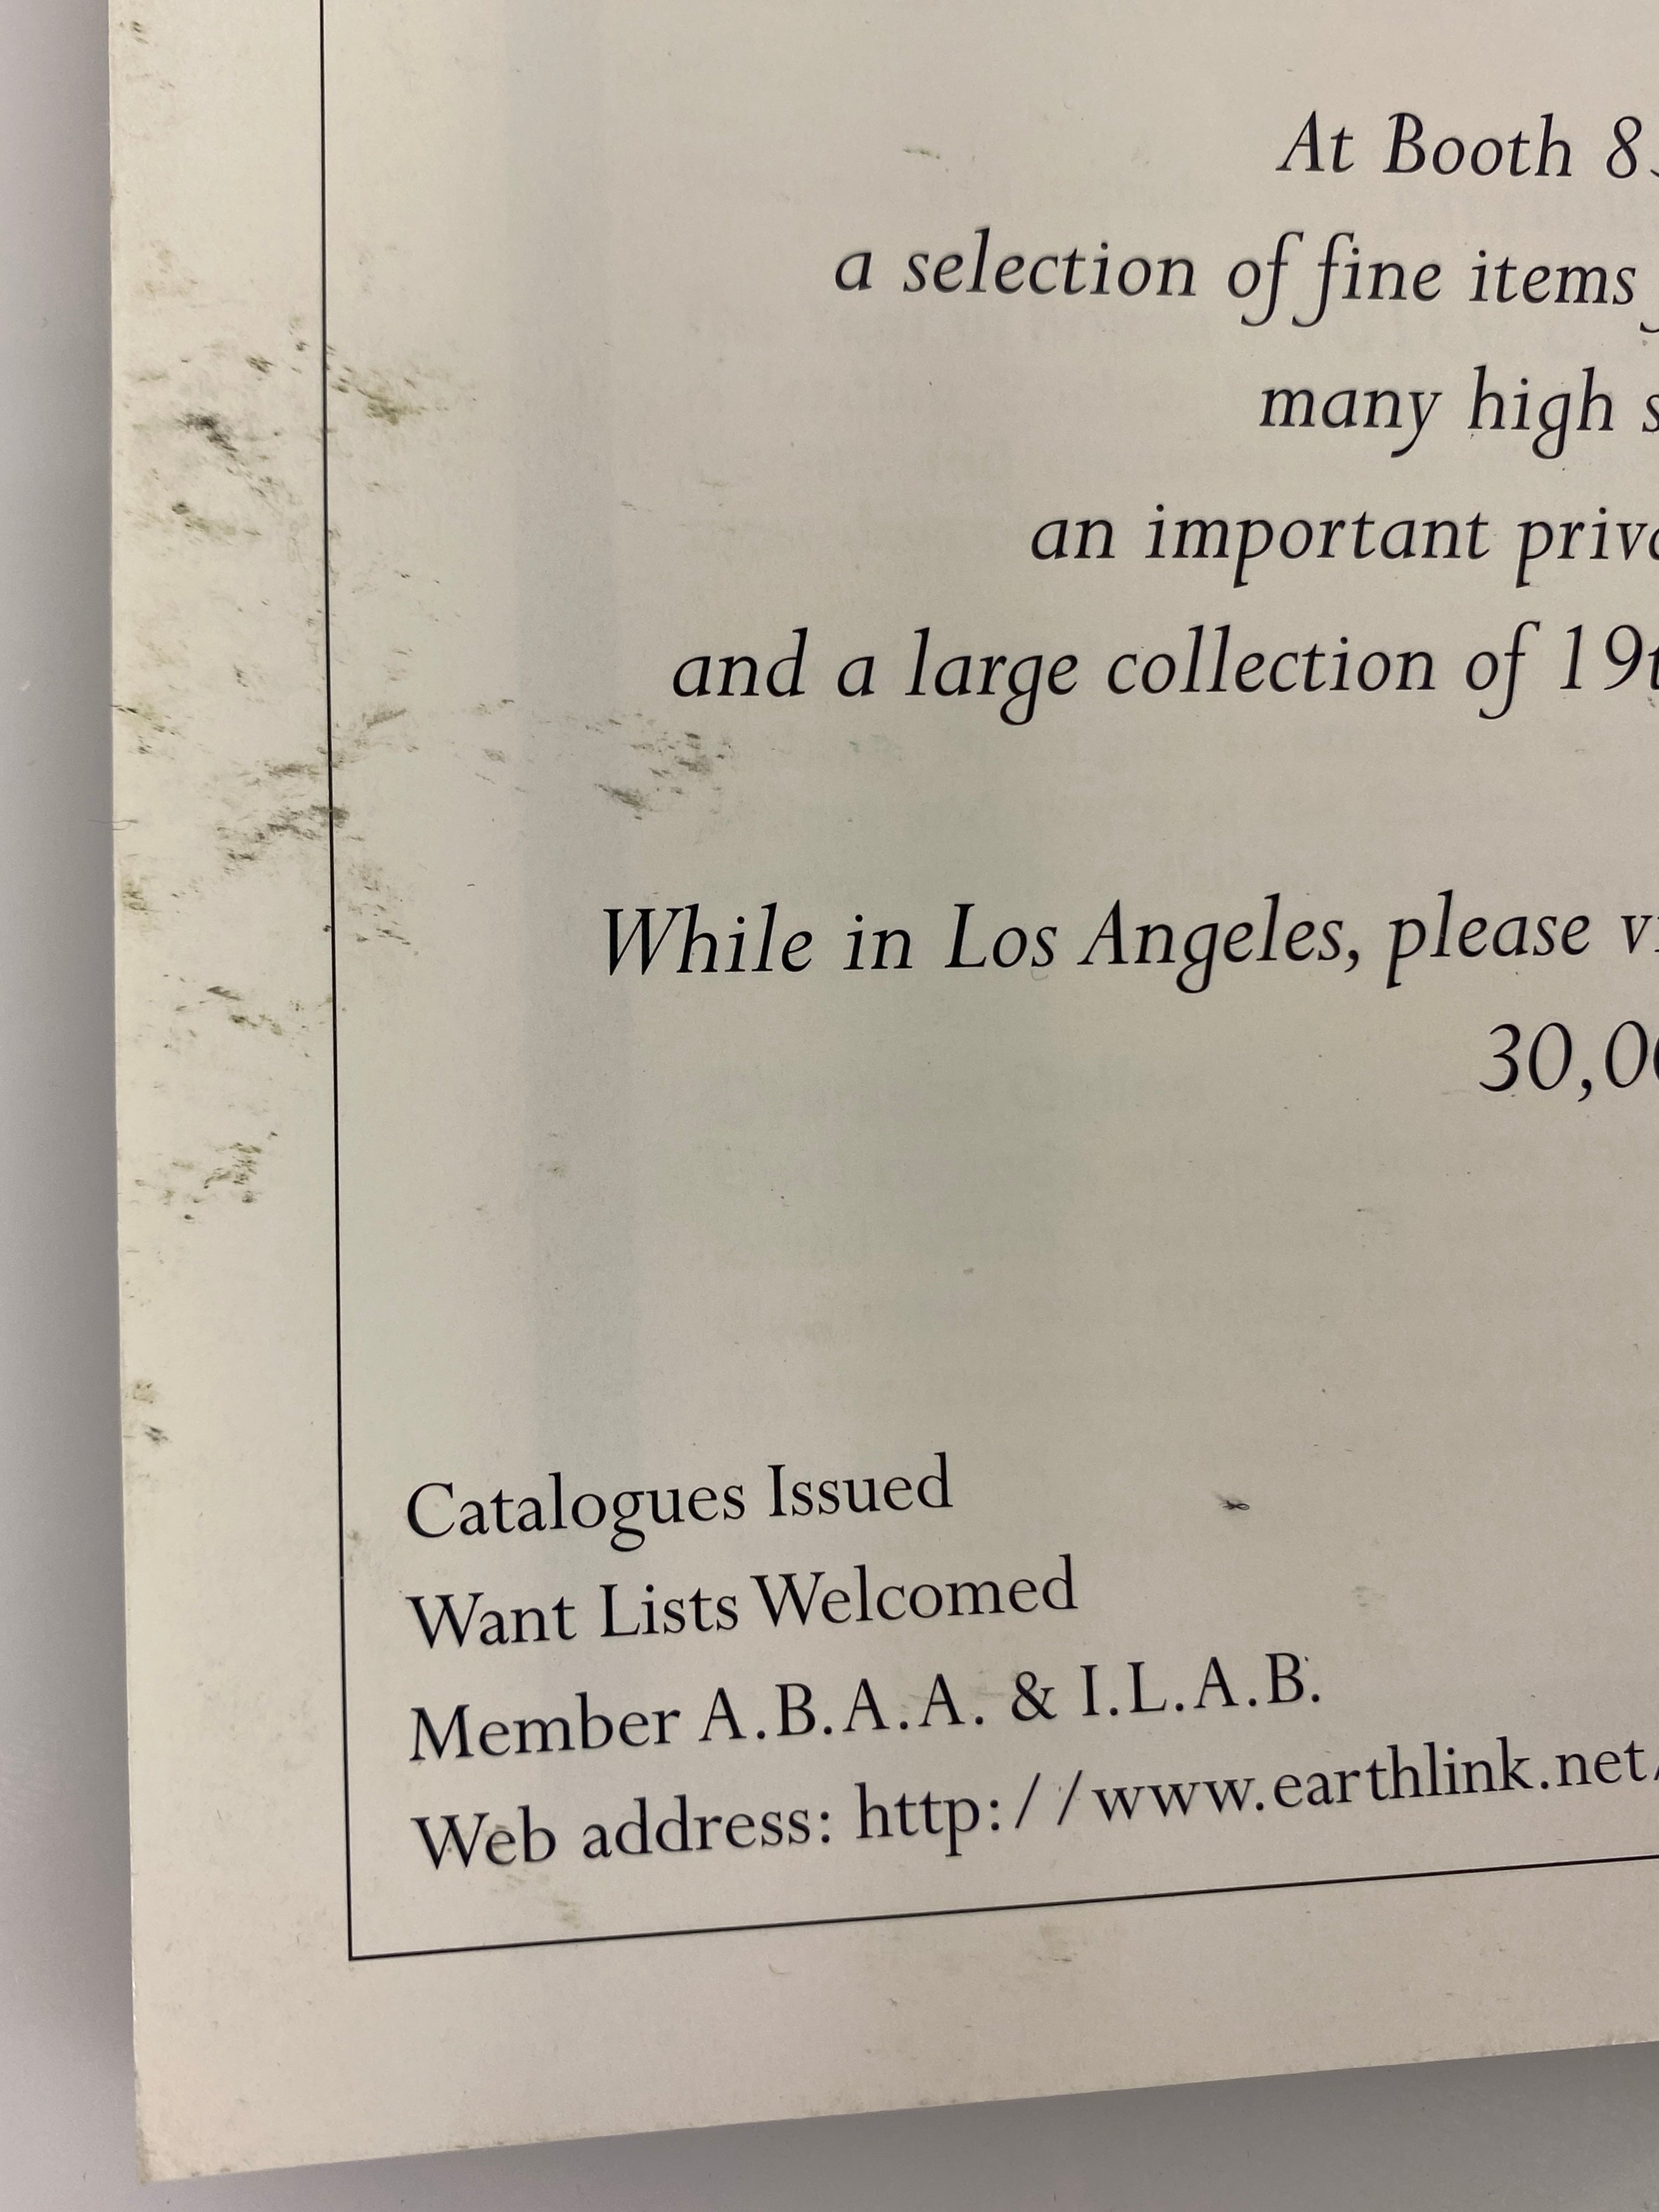 At Booth 8
a selection of fine items
many high
an important
and a large collection of
While in Los Angeles, please
Catalogues Issued
Want Lists Welcomed
Member A.B.A.A. & I.L.A.B.
Web address: http://www.earthlink.net/